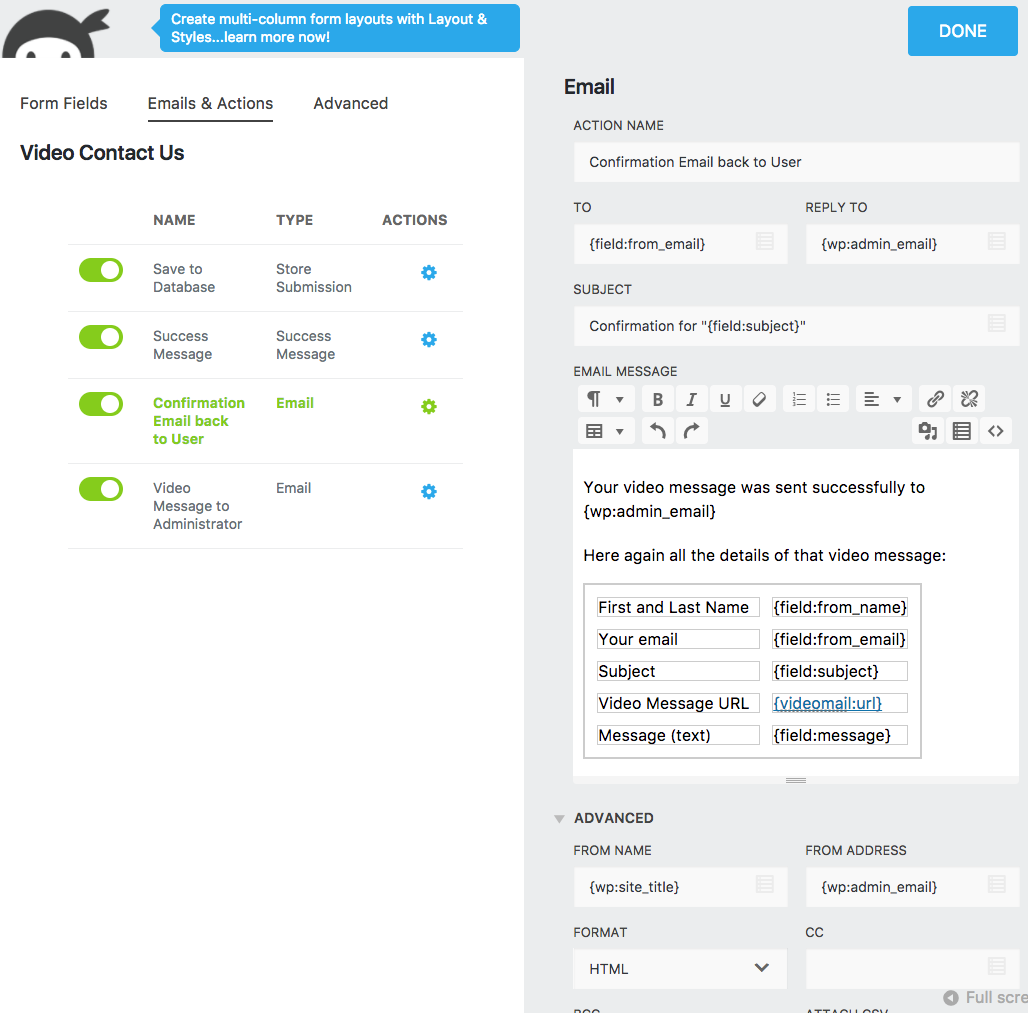 Create multi-column form layouts with Layout &
Styles...learn more now!
DONE
Form Fields
Emails & Actions
Advanced
Video Contact Us
NAME
TYPE
ACTIONS
Save to
Database
Store
Submission
Success
Message
Success
Message
Confirmation
Email back
to User
Email
Video
Message to
Administrator
Email
Email
ACTION NAME
Confirmation Email back to User
TO
REPLY TO
{field:from_email}
{wp:admin_email}
SUBJECT
Confirmation for "{field:subject}"
EMAIL MESSAGE
B I U
Your video message was sent successfully to
{wp:admin_email}
Here again all the details of that video message:
First and Last Name {field:from_name}
Your email {field:from_email}
Subject {field:subject}
Video Message URL {videomail:url}
Message (text) {field:message}
ADVANCED
FROM NAME
FROM ADDRESS
{wp:site_title}
{wp:admin_email}
FORMAT
CC
HTML
Full scre